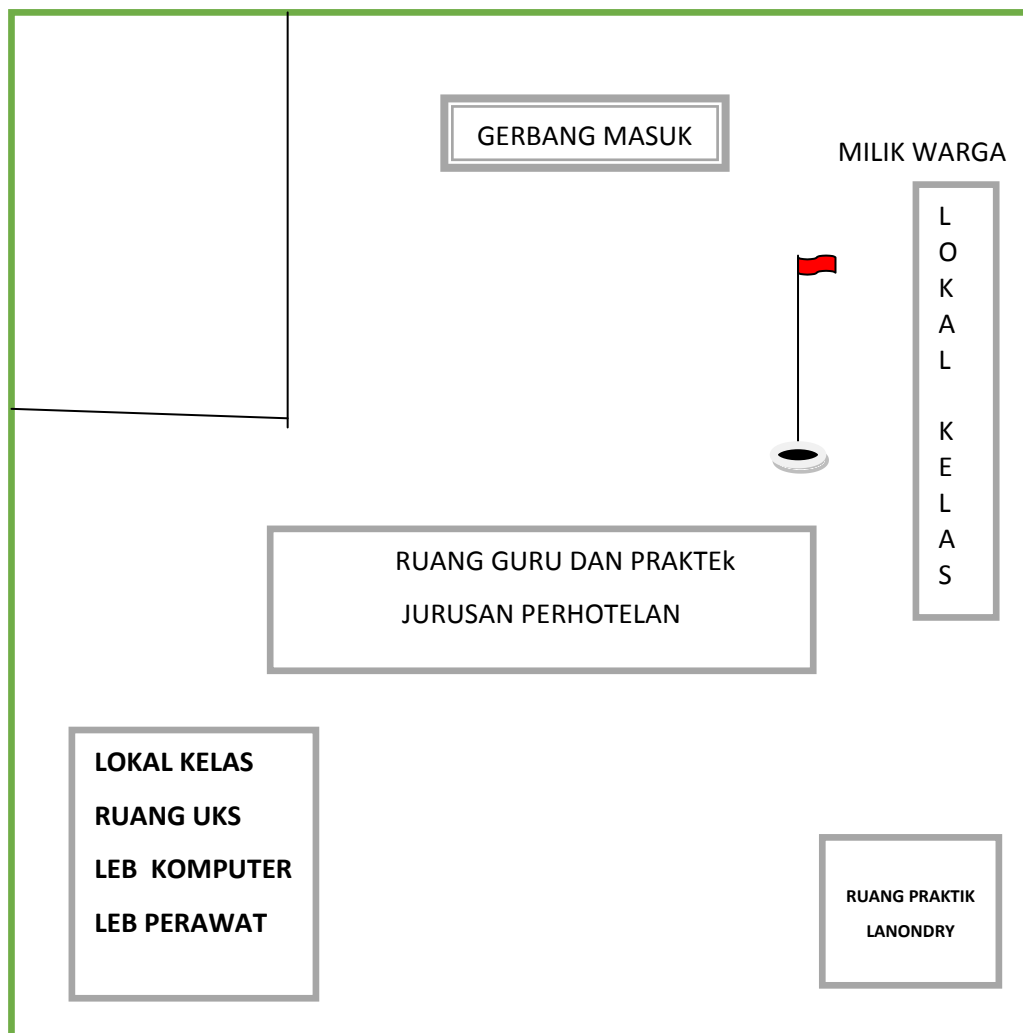 GERBANG MASUK
MILIK WARGA
L
O
K
A
L
K
E
L
A
S
RUANG GURU DAN PRAKTEk
JURUSAN PERHOTELAN
LOKAL KELAS
RUANG UKS
LEB KOMPUTER
LEB PERAWAT
RUANG PRAKTIK
LANONDRY